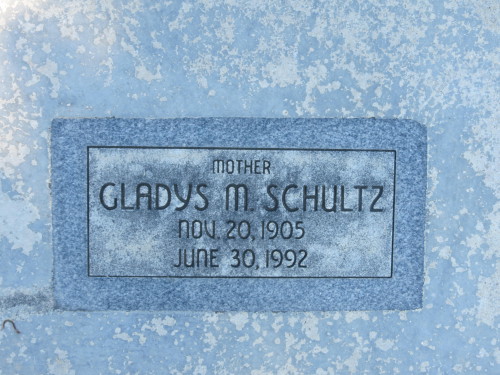 MOTHER
GLADYS M. SCHULTZ
NOV. 20, 1905
JUNE 30, 1992